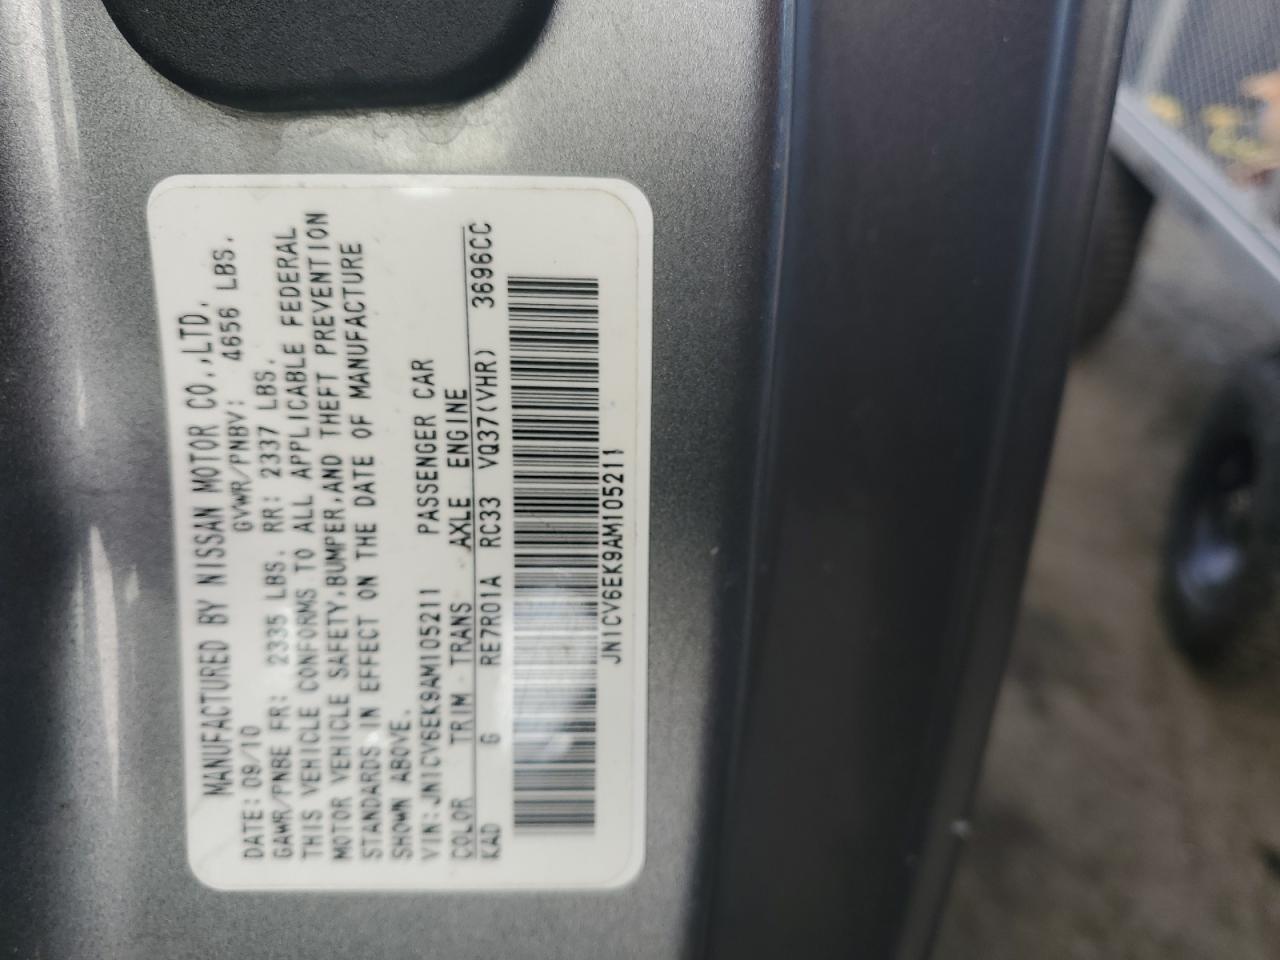 MANUFACTURED BY NISSAN MOTOR CO.,LTD.
DATE: 09/10 GVWR/PNBV: 4656 LBS.
GAWR/PNBE FR: 2335 LBS. RR: 2337 LBS.
THIS VEHICLE CONFORMS TO ALL APPLICABLE FEDERAL
MOTOR VEHICLE SAFETY,BUMPER,AND THEFT PREVENTION
STANDARDS IN EFFECT ON THE DATE OF MANUFACTURE
SHOWN ABOVE.
VIN:JN1CV6EK9AM105211 PASSENGER CAR
COLOR TRIM TRANS AXLE ENGINE
KAD G RE7R01A RC33 VQ37(VHR) 3696CC
JN1CV6EK9AM105211